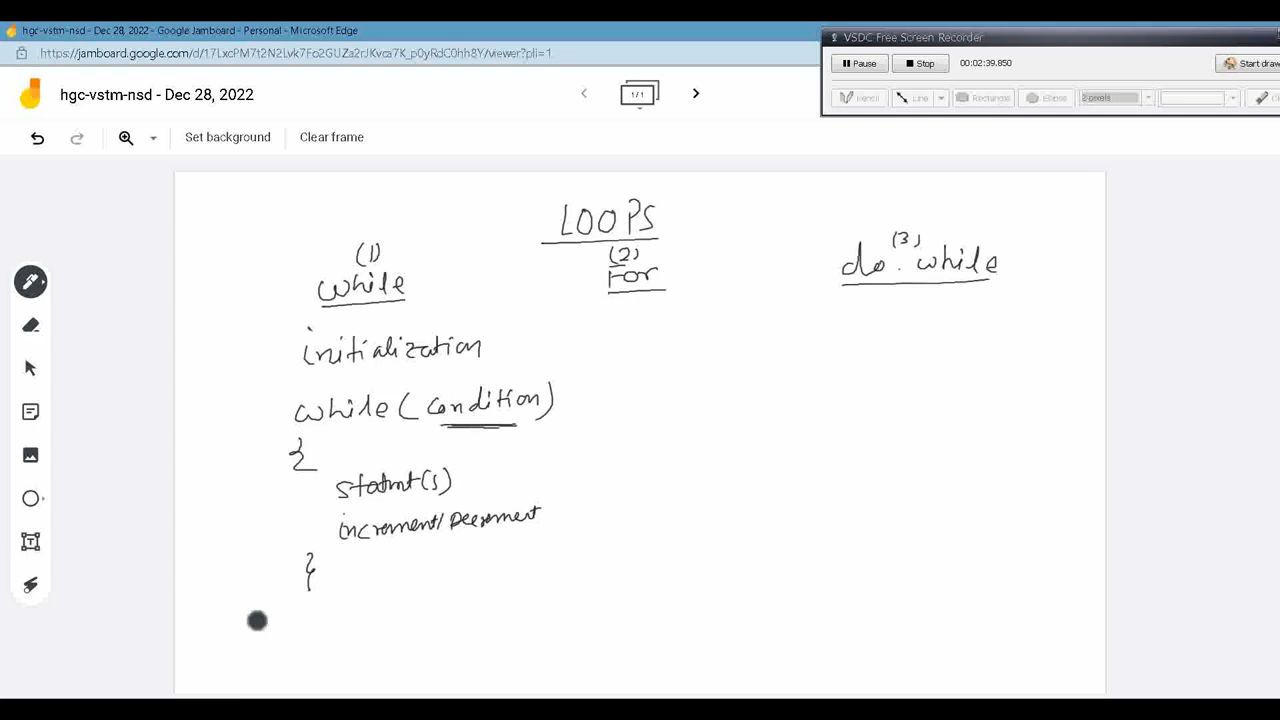 hgc-vstm-nsd - Dec 28, 2022 - Google Jamboard - Personal - Microsoft Edge
https://jamboard.google.com/d/17LxcPM7t2N2Lvk7Fo2GUZa2rJKvca7K_p0yRdC0hh8Y/viewer?pli=1
VSDC Free Screen Recorder
Pause
Stop
00:02:39.850
Start draw
Pencil
Line
Rectangle
Ellipse
2 pixels
hgc-vstm-nsd - Dec 28, 2022
1/1
Set background
Clear frame
LOOPS
(1)
while
(2)
For
(3)
do. while
initialization
while (condition)
{
statmt(s)
increment/Decrement
}